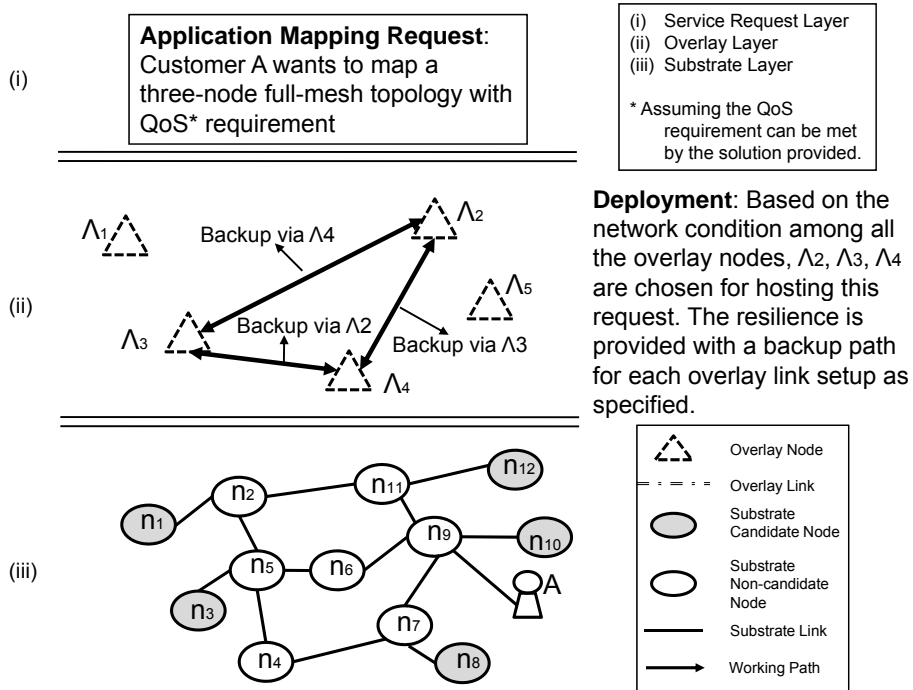 (i)
Application Mapping Request:
Customer A wants to map a
three-node full-mesh topology with
QoS* requirement
(i) Service Request Layer
(ii) Overlay Layer
(iii) Substrate Layer
* Assuming the QoS
requirement can be met
by the solution provided.
(ii)
Λ1
Λ2
Backup via Λ4
Λ5
Λ3
Backup via Λ2
Backup via Λ3
Λ4
Deployment: Based on the
network condition among all
the overlay nodes, Λ2, Λ3, Λ4
are chosen for hosting this
request. The resilience is
provided with a backup path
for each overlay link setup as
specified.
(iii)
n12
n2
n11
n1
n9
n10
n5
n6
A
n3
n7
n4
n8
Overlay Node
Overlay Link
Substrate
Candidate Node
Substrate
Non-candidate
Node
Substrate Link
Working Path